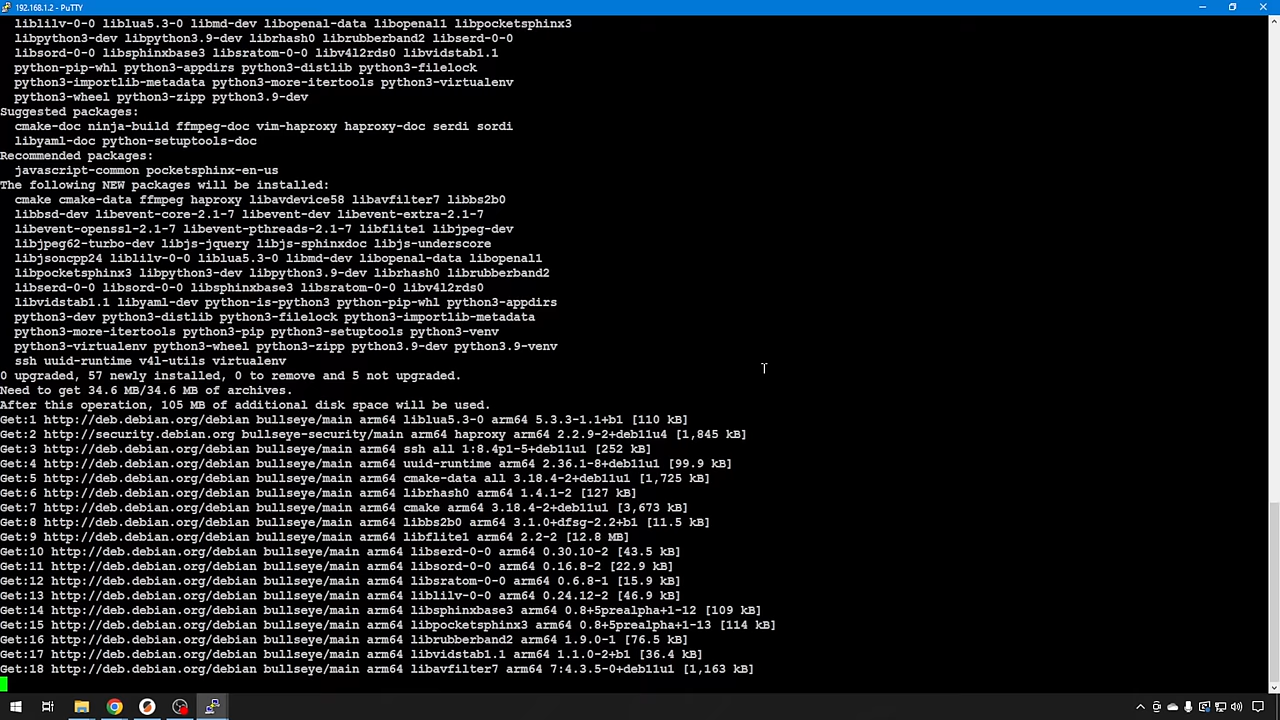 192.168.1.2 - PuTTY
liblilv-0-0 liblua5.3-0 libmd-dev libopenal-data libopenal1 libpocketsphinx3
libpython3-dev libpython3.9-dev librhash0 librubberband2 libserd-0-0
libsord-0-0 libsphinxbase3 libsratom-0-0 libv4l2rds0 libvidstab1.1
python-pip-whl python3-appdirs python3-distlib python3-filelock
python3-importlib-metadata python3-more-itertools python3-virtualenv
python3-wheel python3-zipp python3.9-dev
Suggested packages:
cmake-doc ninja-build ffmpeg-doc vim-haproxy haproxy-doc serdi sordi
libyaml-doc python-setuptools-doc
Recommended packages:
javascript-common pocketsphinx-en-us
The following NEW packages will be installed:
cmake cmake-data ffmpeg haproxy libavdevice58 libavfilter7 libbs2b0
libbsd-dev libevent-core-2.1-7 libevent-dev libevent-extra-2.1-7
libevent-openssl-2.1-7 libevent-pthreads-2.1-7 libflite1 libjpeg-dev
libjpeg62-turbo-dev libjs-jquery libjs-sphinxdoc libjs-underscore
libjsoncpp24 liblilv-0-0 liblua5.3-0 libmd-dev libopenal-data libopenal1
libpocketsphinx3 libpython3-dev libpython3.9-dev librhash0 librubberband2
libserd-0-0 libsord-0-0 libsphinxbase3 libsratom-0-0 libv4l2rds0
libvidstab1.1 libyaml-dev python-is-python3 python-pip-whl python3-appdirs
python3-dev python3-distlib python3-filelock python3-importlib-metadata
python3-more-itertools python3-pip python3-setuptools python3-venv
python3-virtualenv python3-wheel python3-zipp python3.9-dev python3.9-venv
ssh uuid-runtime v4l-utils virtualenv
0 upgraded, 57 newly installed, 0 to remove and 5 not upgraded.
Need to get 34.6 MB/34.6 MB of archives.
After this operation, 105 MB of additional disk space will be used.
Get:1 http://deb.debian.org/debian bullseye/main arm64 liblua5.3-0 arm64 5.3.3-1.1+b1 [110 kB]
Get:2 http://security.debian.org bullseye-security/main arm64 haproxy arm64 2.2.9-2+deb11u4 [1,845 kB]
Get:3 http://deb.debian.org/debian bullseye/main arm64 ssh all 1:8.4p1-5+deb11u1 [252 kB]
Get:4 http://deb.debian.org/debian bullseye/main arm64 uuid-runtime arm64 2.36.1-8+deb11u1 [99.9 kB]
Get:5 http://deb.debian.org/debian bullseye/main arm64 cmake-data all 3.18.4-2+deb11u1 [1,725 kB]
Get:6 http://deb.debian.org/debian bullseye/main arm64 librhash0 arm64 1.4.1-2 [127 kB]
Get:7 http://deb.debian.org/debian bullseye/main arm64 cmake arm64 3.18.4-2+deb11u1 [3,673 kB]
Get:8 http://deb.debian.org/debian bullseye/main arm64 libbs2b0 arm64 3.1.0+dfsg-2.2+b1 [11.5 kB]
Get:9 http://deb.debian.org/debian bullseye/main arm64 libflite1 arm64 2.2-2 [12.8 MB]
Get:10 http://deb.debian.org/debian bullseye/main arm64 libserd-0-0 arm64 0.30.10-2 [43.5 kB]
Get:11 http://deb.debian.org/debian bullseye/main arm64 libsord-0-0 arm64 0.16.8-2 [22.9 kB]
Get:12 http://deb.debian.org/debian bullseye/main arm64 libsratom-0-0 arm64 0.6.8-1 [15.9 kB]
Get:13 http://deb.debian.org/debian bullseye/main arm64 liblilv-0-0 arm64 0.24.12-2 [46.9 kB]
Get:14 http://deb.debian.org/debian bullseye/main arm64 libsphinxbase3 arm64 0.8+5prealpha+1-12 [109 kB]
Get:15 http://deb.debian.org/debian bullseye/main arm64 libpocketsphinx3 arm64 0.8+5prealpha+1-13 [114 kB]
Get:16 http://deb.debian.org/debian bullseye/main arm64 librubberband2 arm64 1.9.0-1 [76.5 kB]
Get:17 http://deb.debian.org/debian bullseye/main arm64 libvidstab1.1 arm64 1.1.0-2+b1 [36.4 kB]
Get:18 http://deb.debian.org/debian bullseye/main arm64 libavfilter7 arm64 7:4.3.5-0+deb11u1 [1,163 kB]